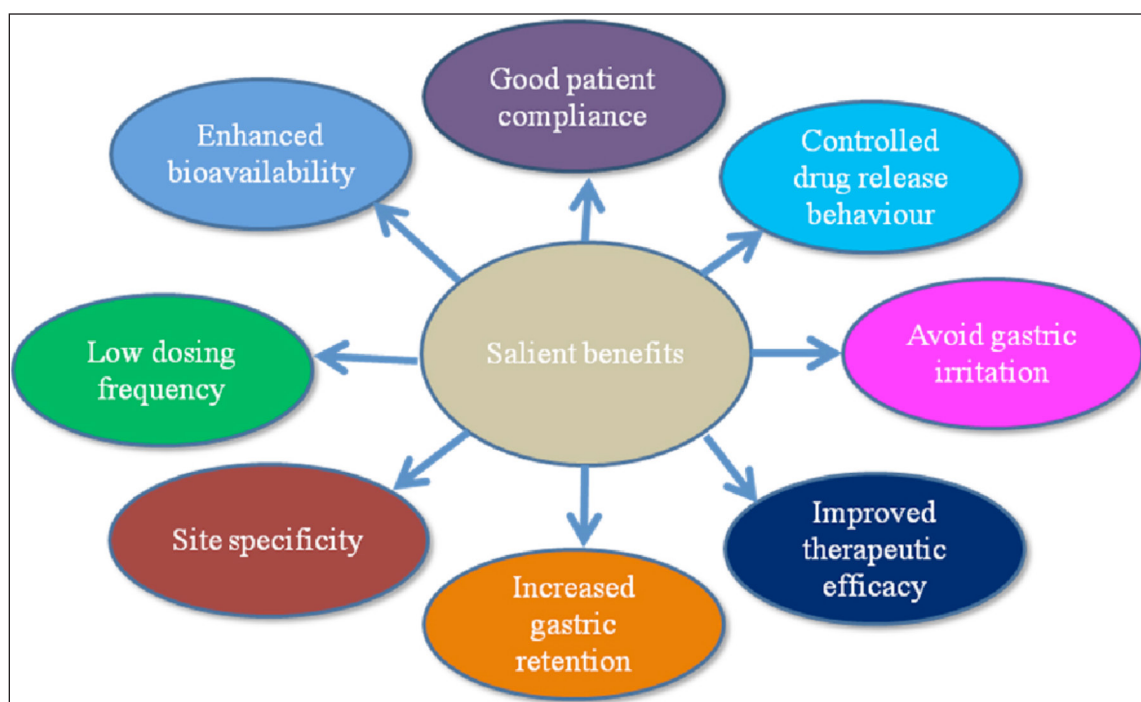 Good patient
compliance
Enhanced
bioavailability
Controlled
drug release
behaviour
Low dosing
frequency
Salient benefits
Avoid gastric
irritation
Site specificity
Improved
therapeutic
efficacy
Increased
gastric
retention